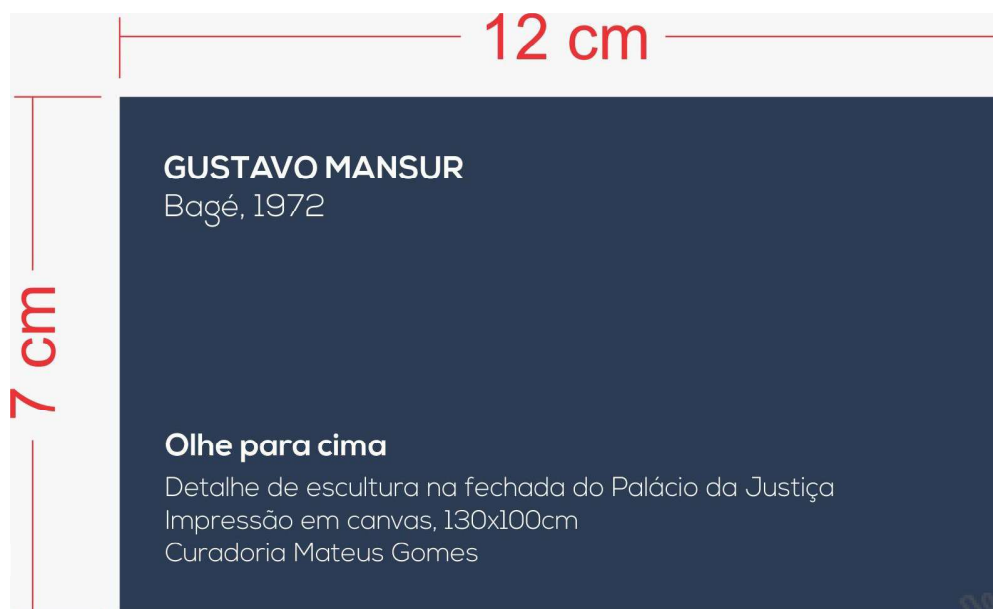 12 cm
7 cm
GUSTAVO MANSUR
Bagé, 1972
Olhe para cima
Detalhe de escultura na fechada do Palácio da Justiça
Impressão em canvas, 130x100cm
Curadoria Mateus Gomes